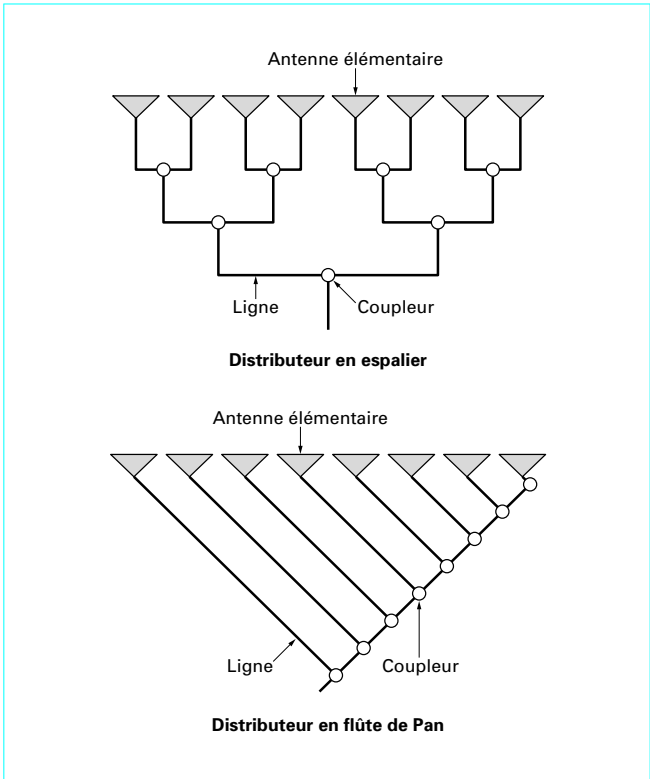 Antenne élémentaire
Ligne
Coupleur
Distributeur en espalier
Antenne élémentaire
Ligne
Coupleur
Distributeur en flûte de Pan